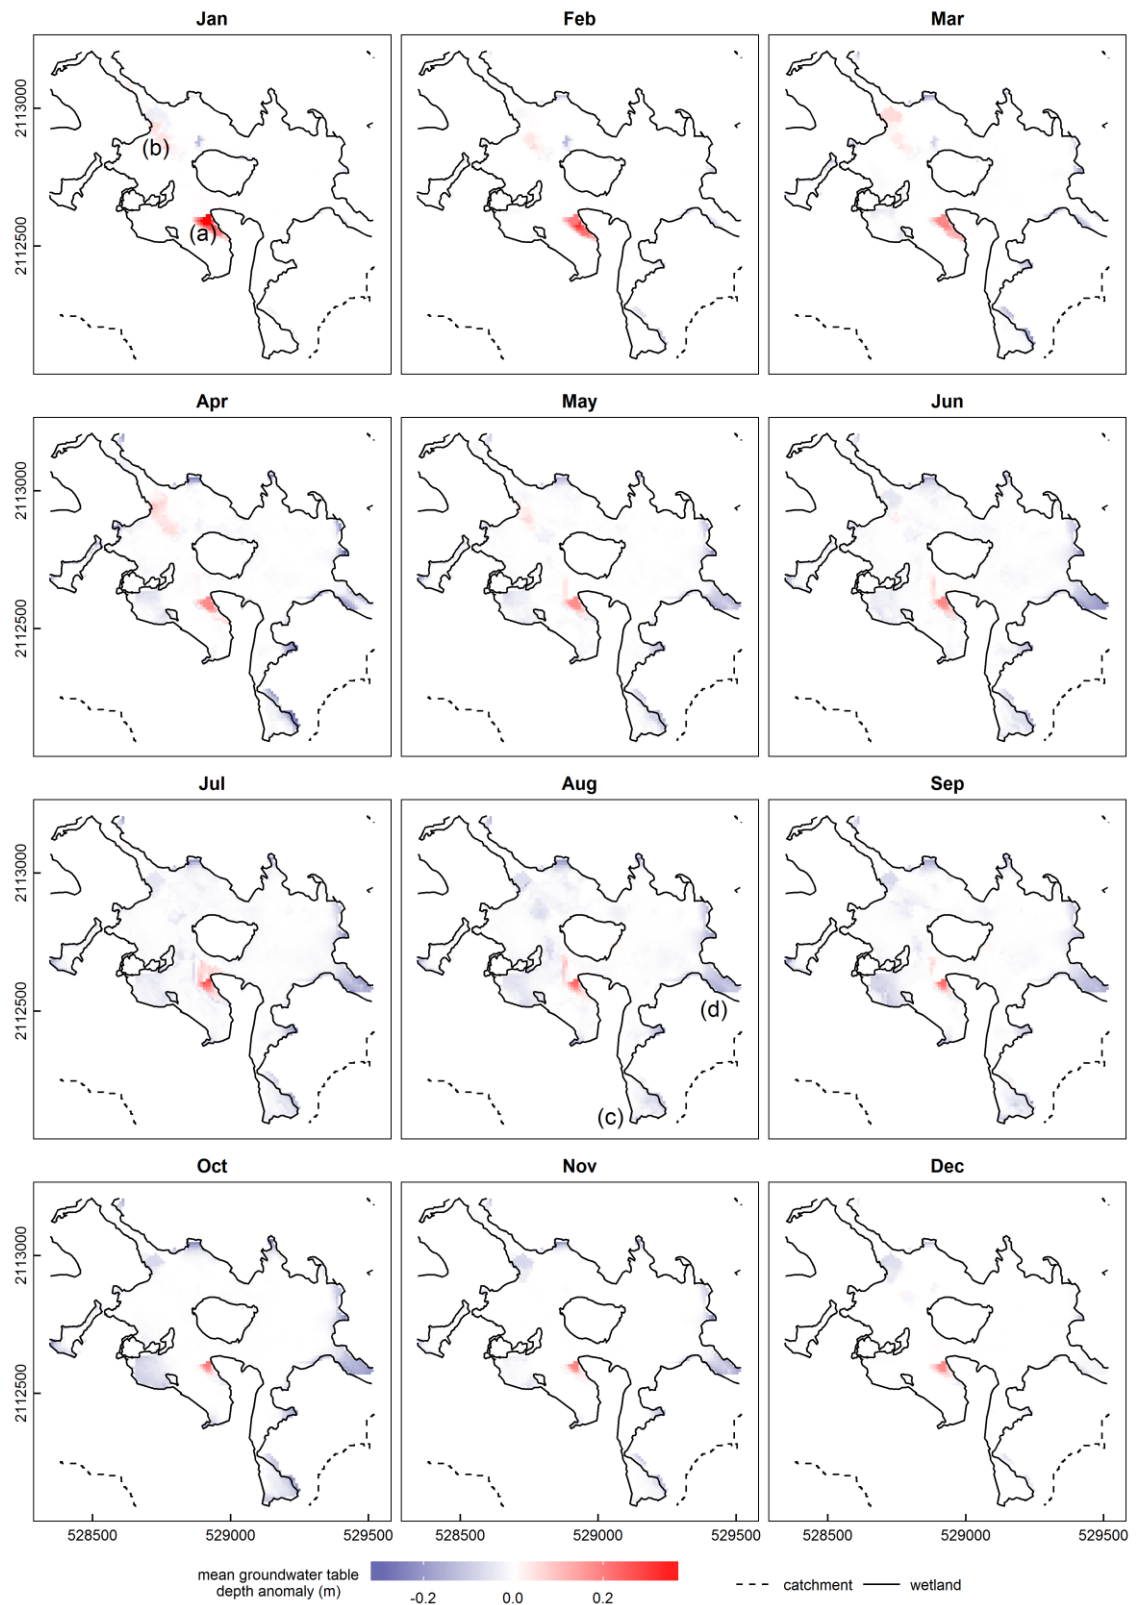 Jan Feb Mar
2113000
(b)
(a)
2112500
Apr May Jun
2113000
2112500
Jul Aug Sep
2113000
2112500
(d)
(c)
Oct Nov Dec
2113000
2112500
528500 529000 529500 528500 529000 529500 528500 529000 529500
mean groundwater table
depth anomaly (m)
-0.2 0.0 0.2
catchment wetland